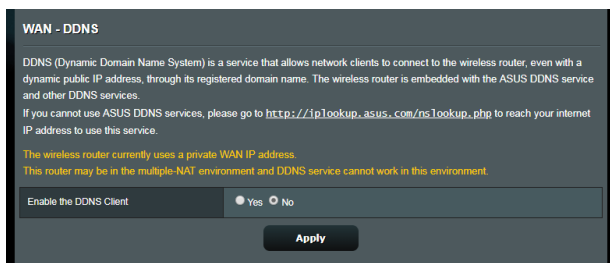 WAN - DDNS
DDNS (Dynamic Domain Name System) is a service that allows network clients to connect to the wireless router, even with a
dynamic public IP address, through its registered domain name. The wireless router is embedded with the ASUS DDNS service
and other DDNS services.
If you cannot use ASUS DDNS services, please go to http://iplookup.asus.com/nslookup.php to reach your internet
IP address to use this service.
The wireless router currently uses a private WAN IP address.
This router may be in the multiple-NAT environment and DDNS service cannot work in this environment.
Enable the DDNS Client Yes No
Apply